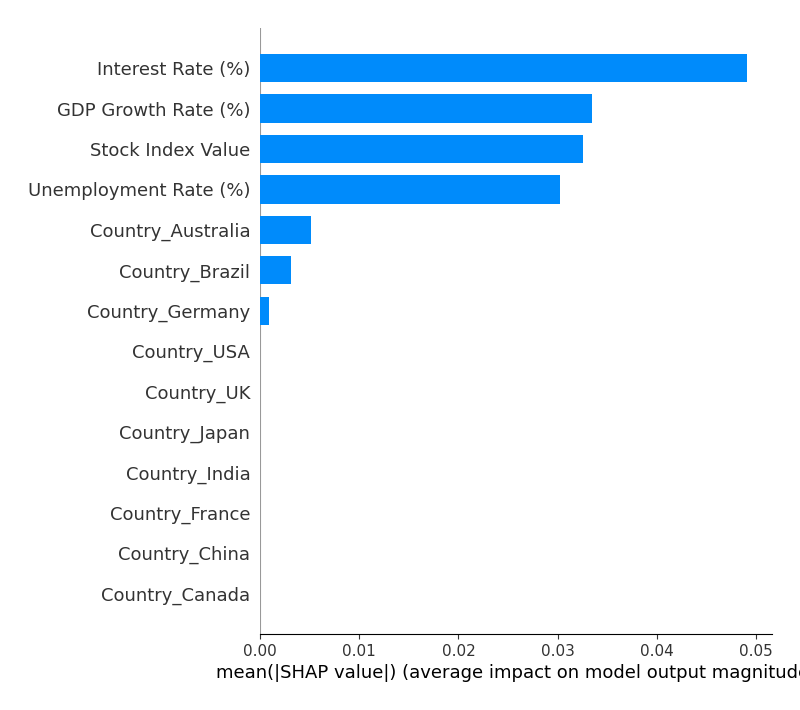 Interest Rate (%)
GDP Growth Rate (%)
Stock Index Value
Unemployment Rate (%)
Country_Australia
Country_Brazil
Country_Germany
Country_USA
Country_UK
Country_Japan
Country_India
Country_France
Country_China
Country_Canada
0.00 0.01 0.02 0.03 0.04 0.05
mean(|SHAP value|) (average impact on model output magnitude